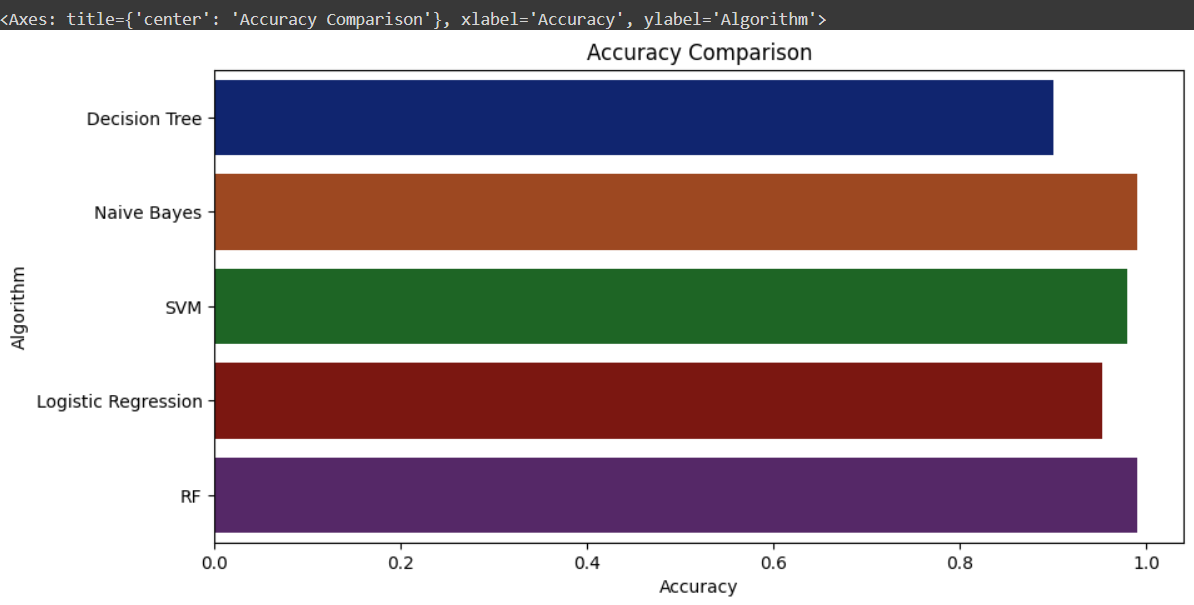 <Axes: title={'center': 'Accuracy Comparison'}, xlabel='Accuracy', ylabel='Algorithm'>
Accuracy Comparison
Decision Tree
Naive Bayes
SVM
Logistic Regression
RF
Algorithm
0.0 0.2 0.4 0.6 0.8 1.0
Accuracy